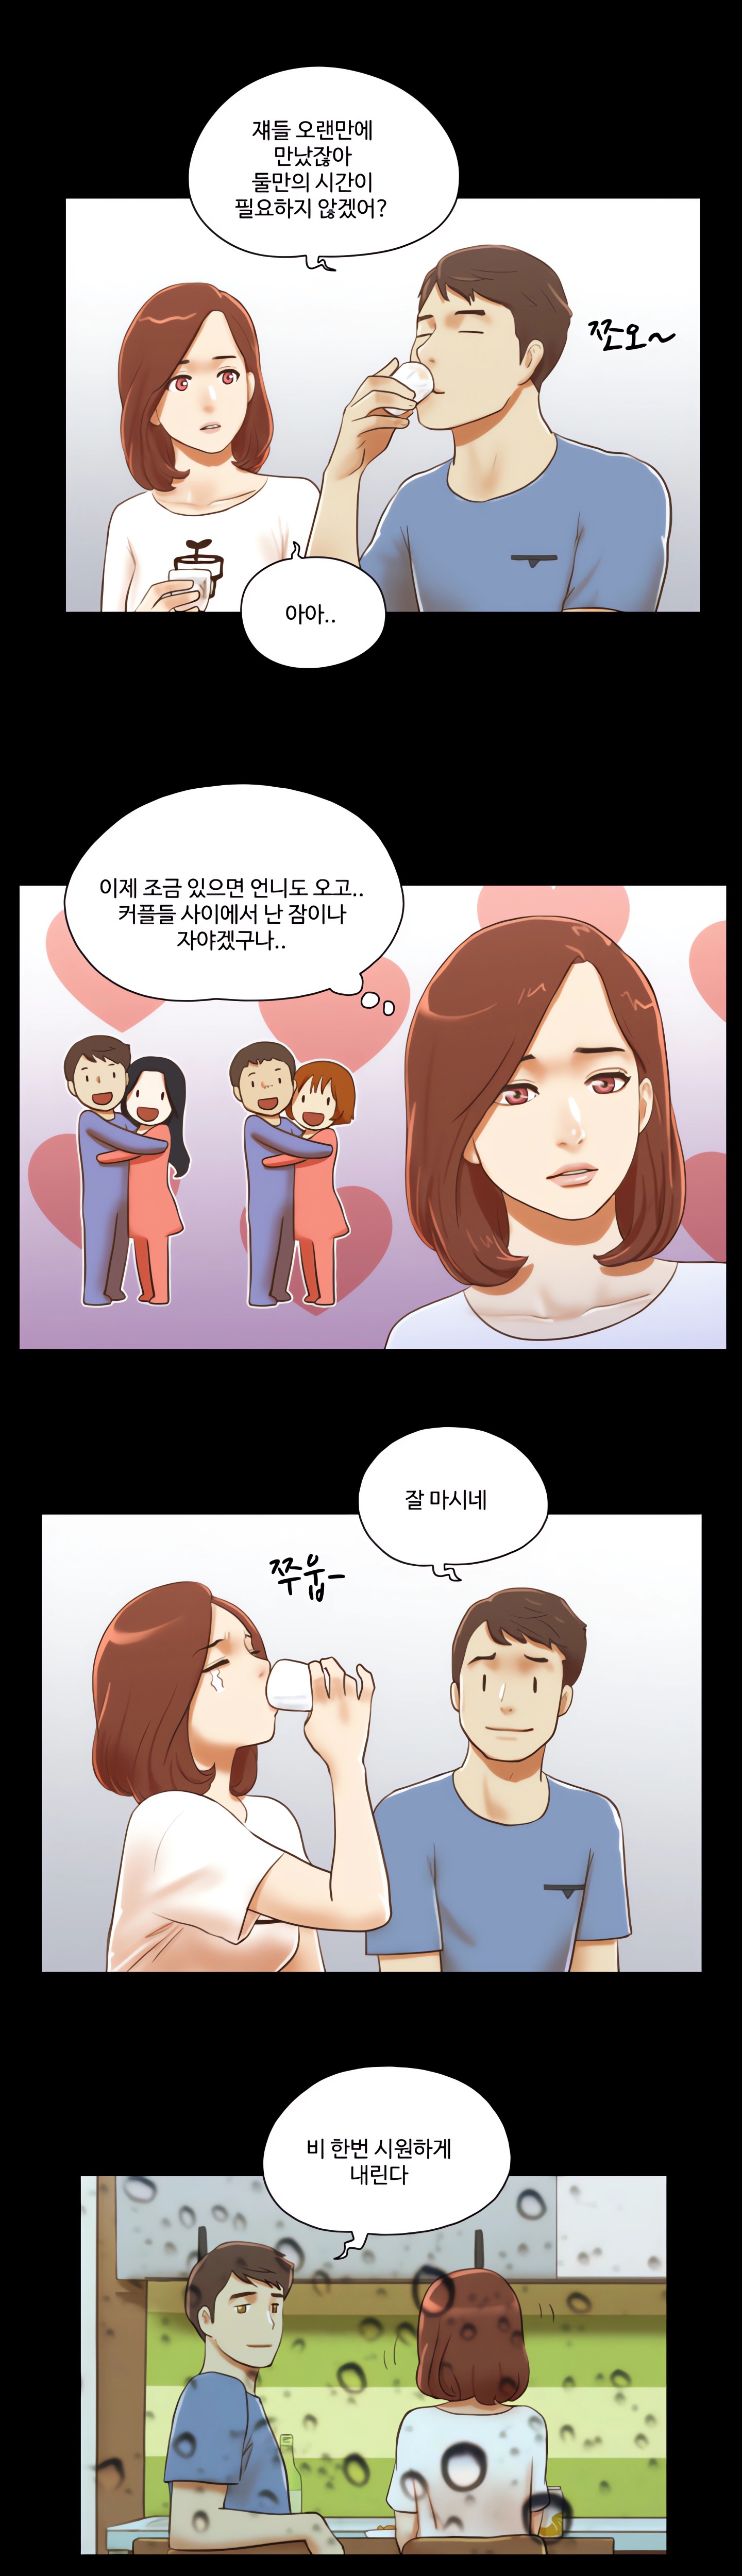 쟤들 오랜만에
만났잖아
둘만의 시간이
필요하지 않겠어?
쪼오~
아아..
이제 조금 있으면 언니도 오고..
커플들 사이에서 난 잠이나
자야겠구나..
잘 마시네
쭈웁-
비 한번 시원하게
내린다